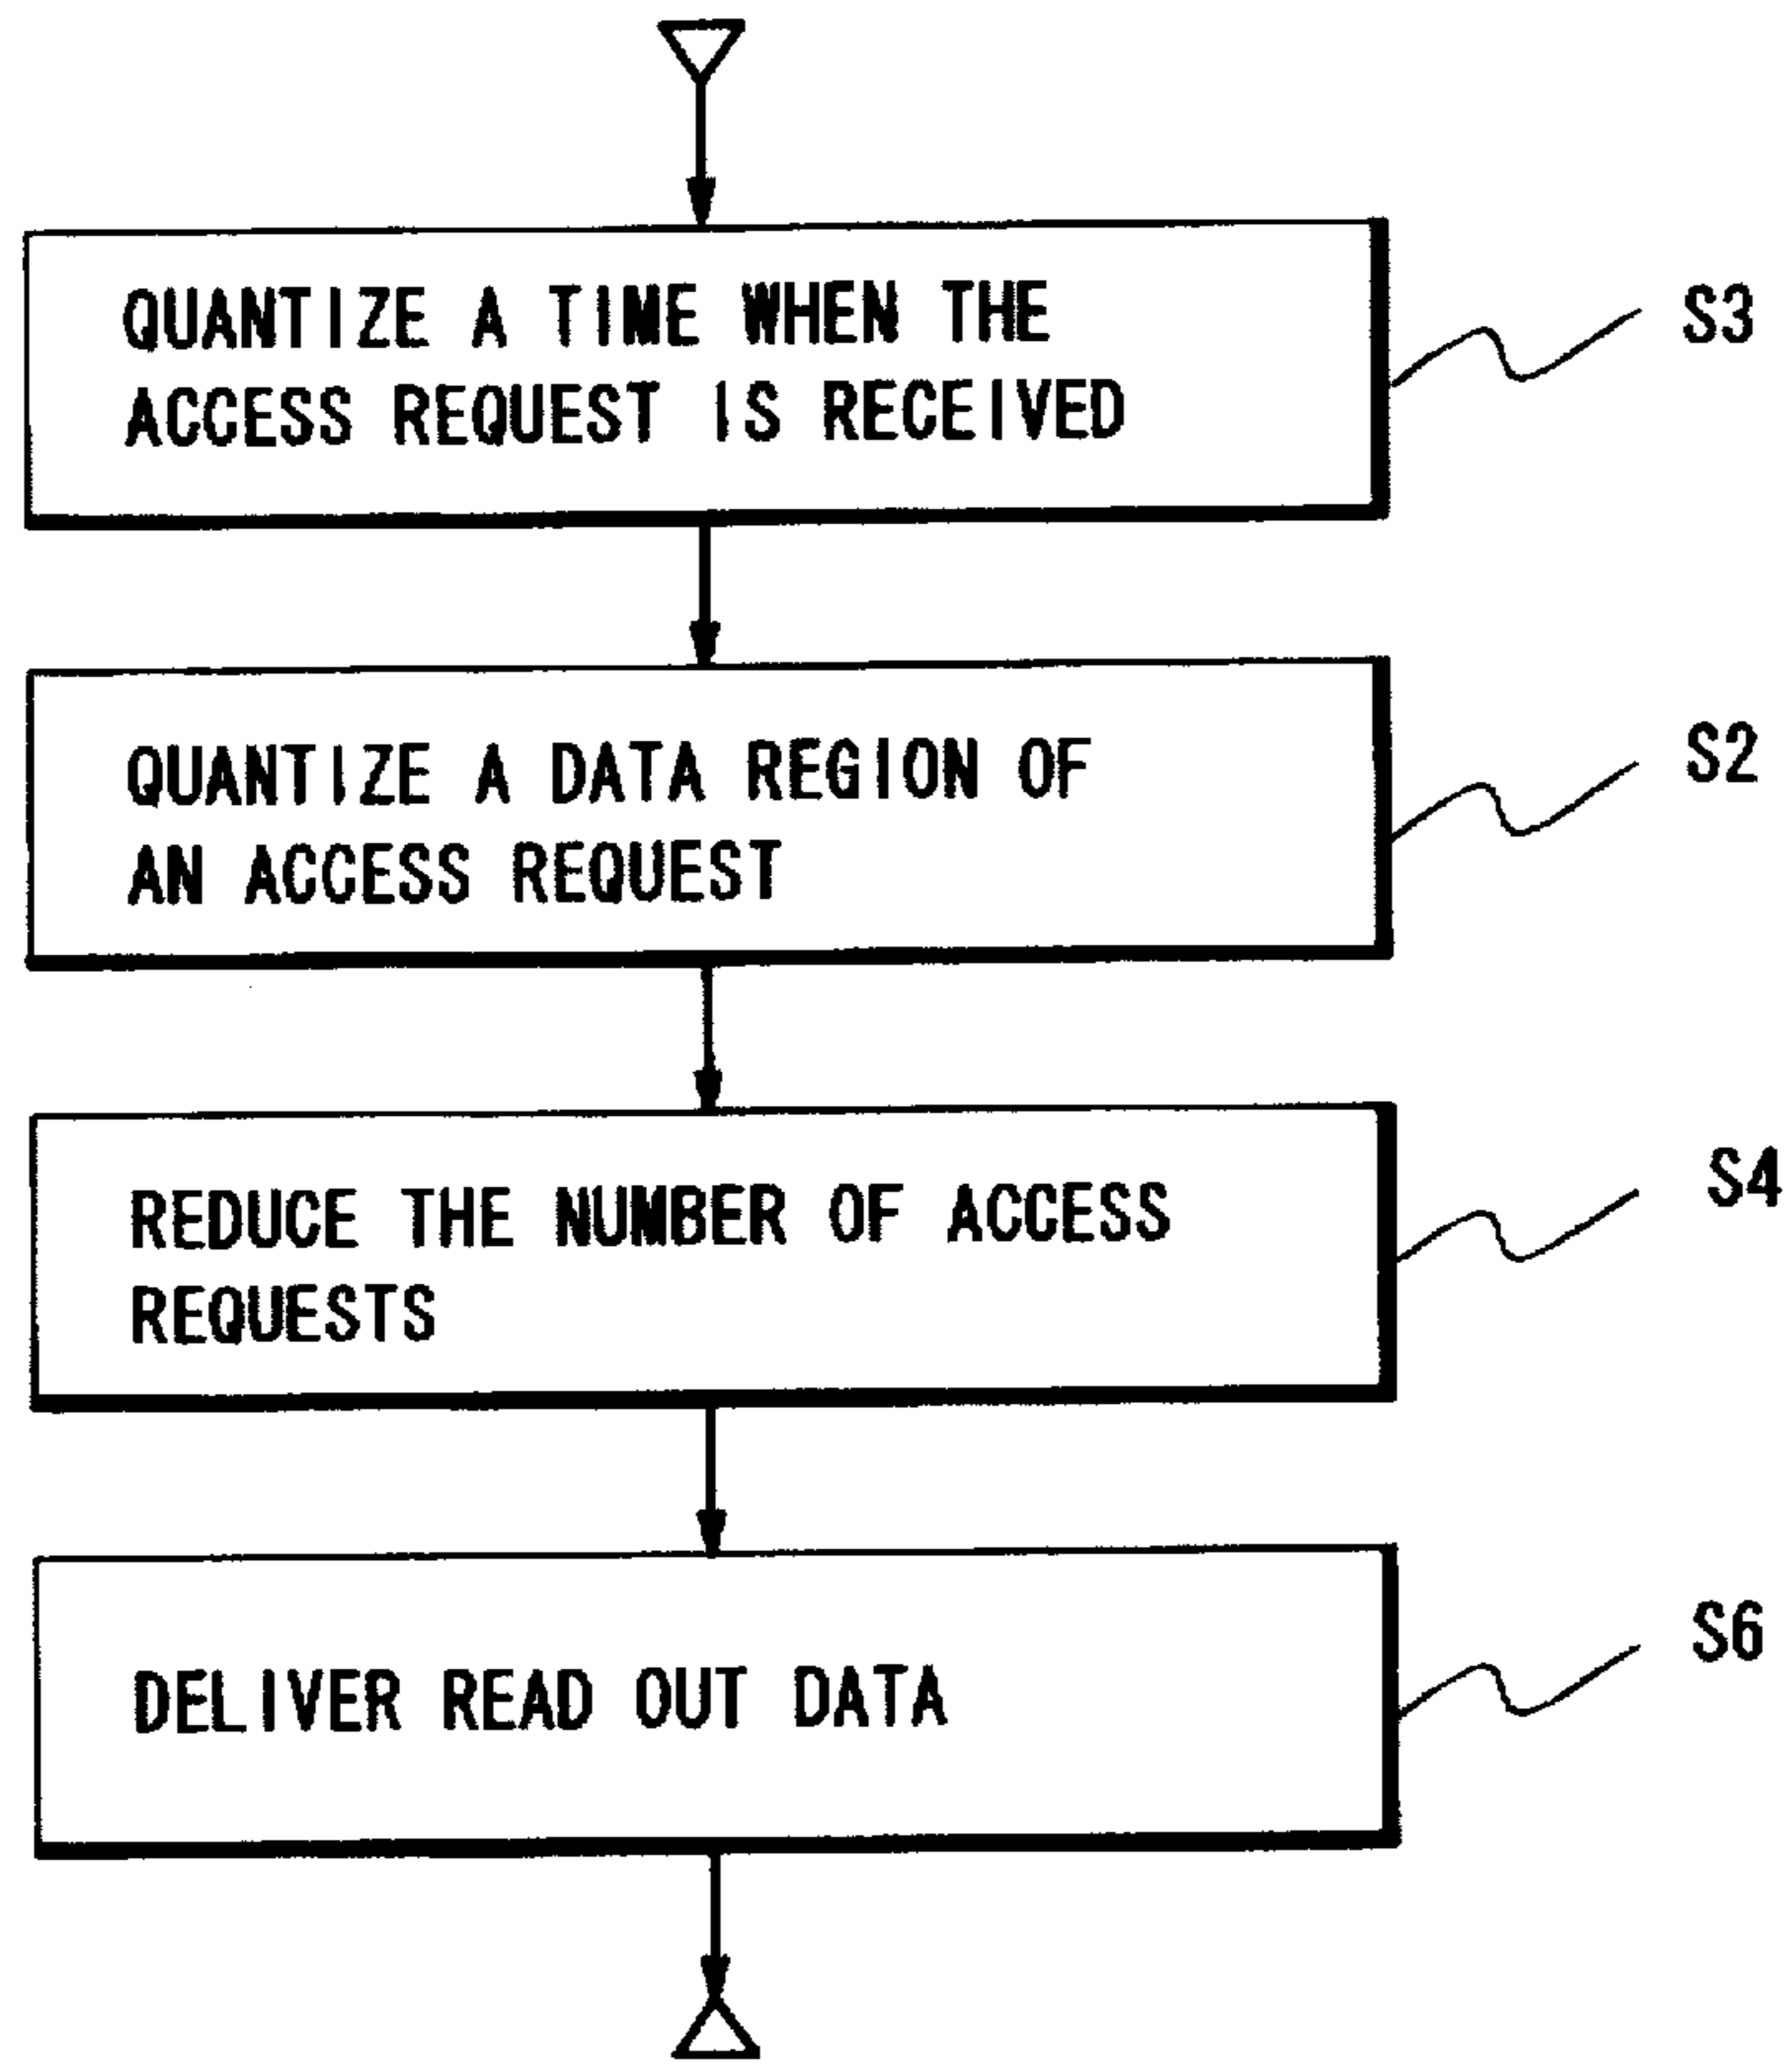 QUANTIZE A TIME WHEN THE
ACCESS REQUEST IS RECEIVED
S3
QUANTIZE A DATA REGION OF
AN ACCESS REQUEST
S2
REDUCE THE NUMBER OF ACCESS
REQUESTS
S4
DELIVER READ OUT DATA
S6